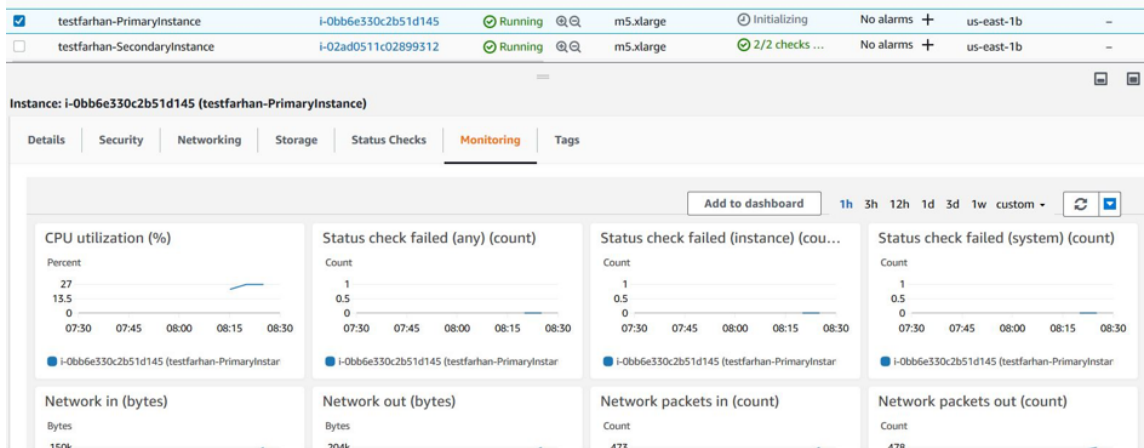 testfarhan-PrimaryInstance i-0bb6e330c2b51d145 Running m5.xlarge Initializing No alarms + us-east-1b –
testfarhan-SecondaryInstance i-02ad0511c02899312 Running m5.xlarge 2/2 checks ... No alarms + us-east-1b –
Instance: i-0bb6e330c2b51d145 (testfarhan-PrimaryInstance)
Details Security Networking Storage Status Checks Monitoring Tags
Add to dashboard 1h 3h 12h 1d 3d 1w custom
CPU utilization (%)
Percent
27
13.5
0
07:30 07:45 08:00 08:15 08:30
i-0bb6e330c2b51d145 (testfarhan-PrimaryInstar
Status check failed (any) (count)
Count
1
0.5
0
07:30 07:45 08:00 08:15 08:30
i-0bb6e330c2b51d145 (testfarhan-PrimaryInstar
Status check failed (instance) (cou...
Count
1
0.5
0
07:30 07:45 08:00 08:15 08:30
i-0bb6e330c2b51d145 (testfarhan-PrimaryInstar
Status check failed (system) (count)
Count
1
0.5
0
07:30 07:45 08:00 08:15 08:30
i-0bb6e330c2b51d145 (testfarhan-PrimaryInstar
Network in (bytes)
Bytes
150k
Network out (bytes)
Bytes
204k
Network packets in (count)
Count
473
Network packets out (count)
Count
478